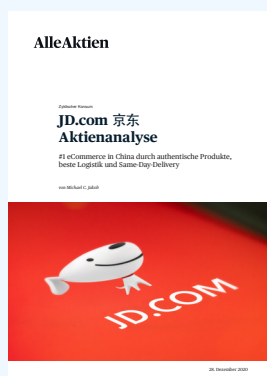 AlleAktien
Zyklischer Konsum
JD.com 京东
Aktienanalyse
#1 eCommerce in China durch authentische Produkte,
beste Logistik und Same-Day-Delivery
von Michael C. Jakob
JD.COM
28. Dezember 2020